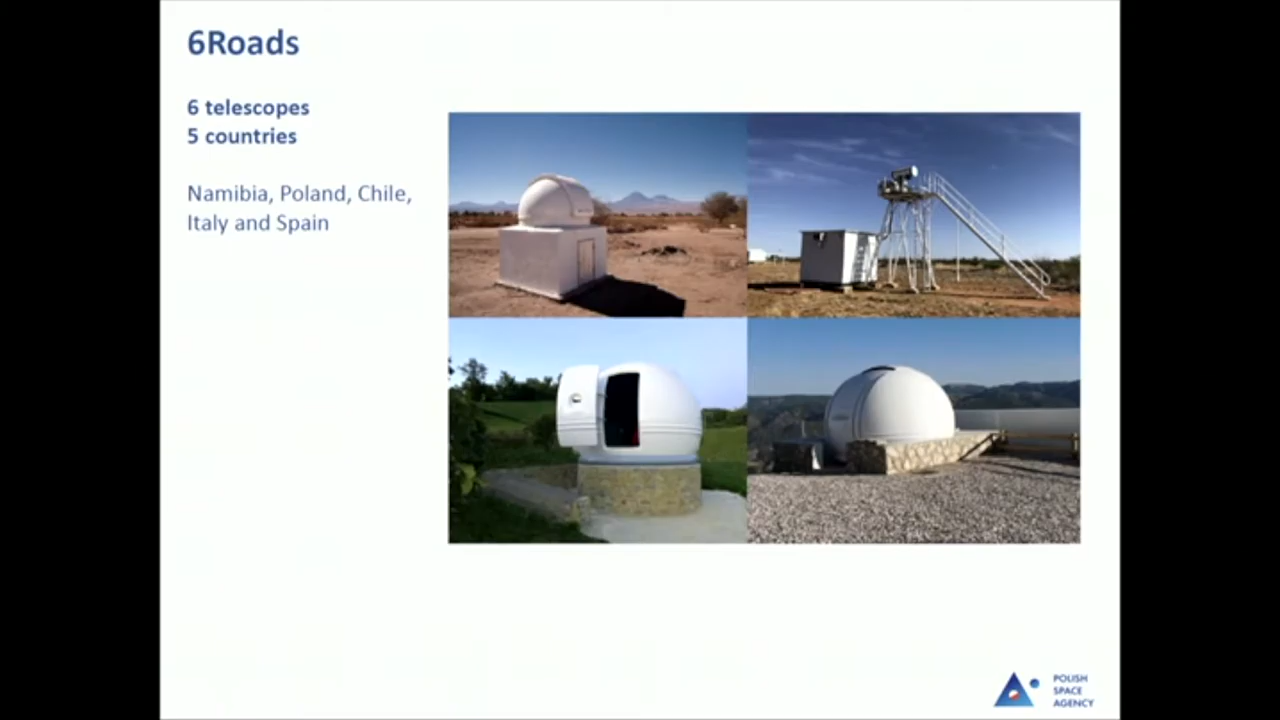 6Roads
6 telescopes
5 countries
Namibia, Poland, Chile,
Italy and Spain
POLISH
SPACE
AGENCY